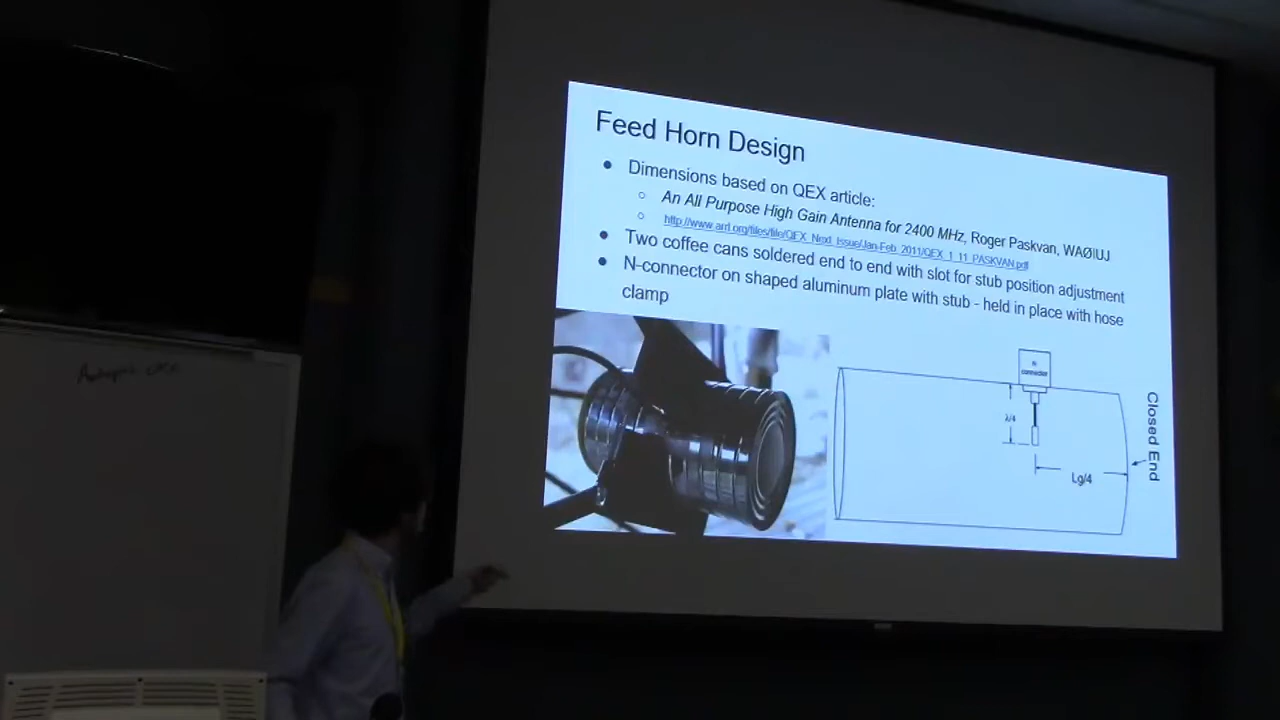 Feed Horn Design
● Dimensions based on QEX article:
○ An All Purpose High Gain Antenna for 2400 MHz, Roger Paskvan, WAØIUJ
○ http://www.arrl.org/files/file/QEX_Next_Issue/Jan-Feb_2011/QEX_1_11_PASKVAN.pdf
● Two coffee cans soldered end to end with slot for stub position adjustment
● N-connector on shaped aluminum plate with stub - held in place with hose
clamp
N
connector
λ/4
Lg/4
Closed End